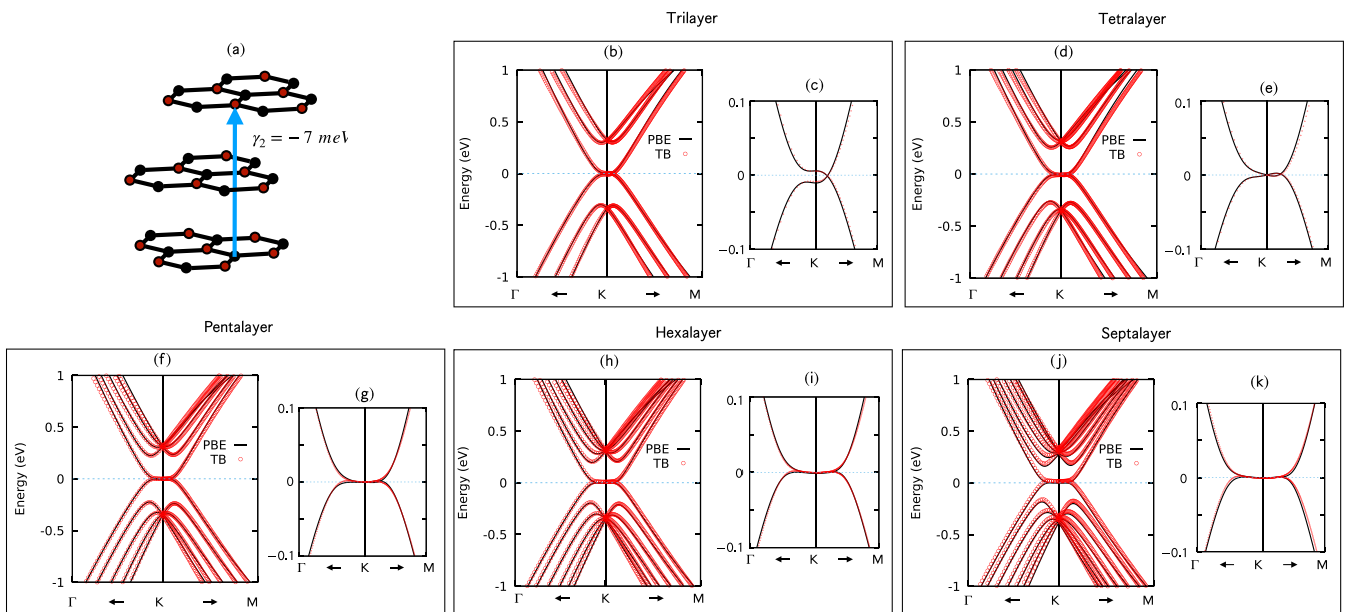 Trilayer
Tetralayer
(a)
γ₂ = − 7 meV
(b)
1
0.5
0
-0.5
-1
Energy (eV)
PBE
TB
Γ ← K → M
(c)
0.1
0
−0.1
Γ ← K → M
(d)
1
0.5
0
-0.5
-1
Energy (eV)
PBE
TB
Γ ← K → M
(e)
0.1
0
−0.1
Γ ← K → M
Pentalayer
Hexalayer
Septalayer
(f)
1
0.5
0
-0.5
-1
Energy (eV)
PBE
TB
Γ ← K → M
(g)
0.1
0
−0.1
Γ ← K → M
(h)
1
0.5
0
-0.5
-1
Energy (eV)
PBE
TB
Γ ← K → M
(i)
0.1
0
−0.1
Γ ← K → M
(j)
1
0.5
0
-0.5
-1
Energy (eV)
PBE
TB
Γ ← K → M
(k)
0.1
0
−0.1
Γ ← K → M